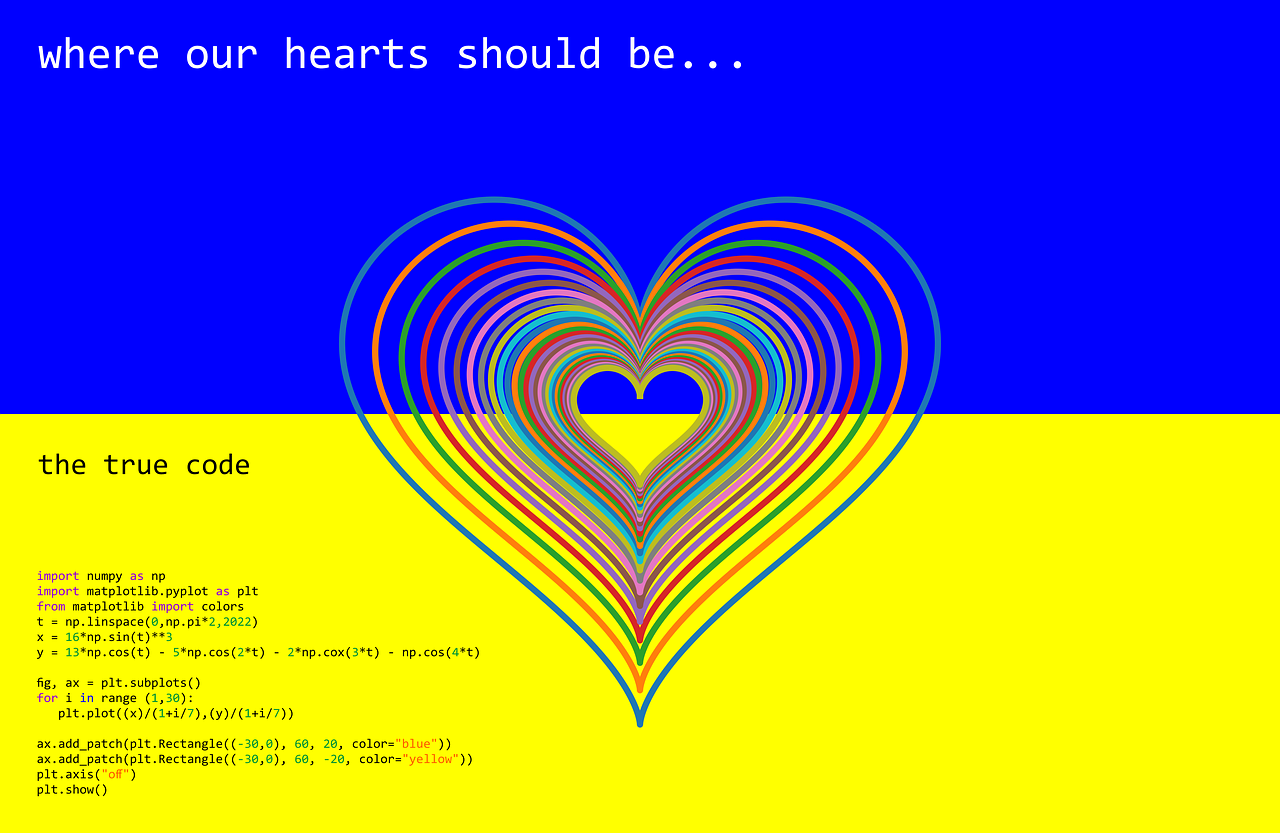 where our hearts should be...
the true code
import numpy as np
import matplotlib.pyplot as plt
from matplotlib import colors
t = np.linspace(0,np.pi*2,2022)
x = 16*np.sin(t)**3
y = 13*np.cos(t) - 5*np.cos(2*t) - 2*np.cox(3*t) - np.cos(4*t)
fig, ax = plt.subplots()
for i in range (1,30):
   plt.plot((x)/(1+i/7),(y)/(1+i/7))
ax.add_patch(plt.Rectangle((-30,0), 60, 20, color="blue"))
ax.add_patch(plt.Rectangle((-30,0), 60, -20, color="yellow"))
plt.axis("off")
plt.show()